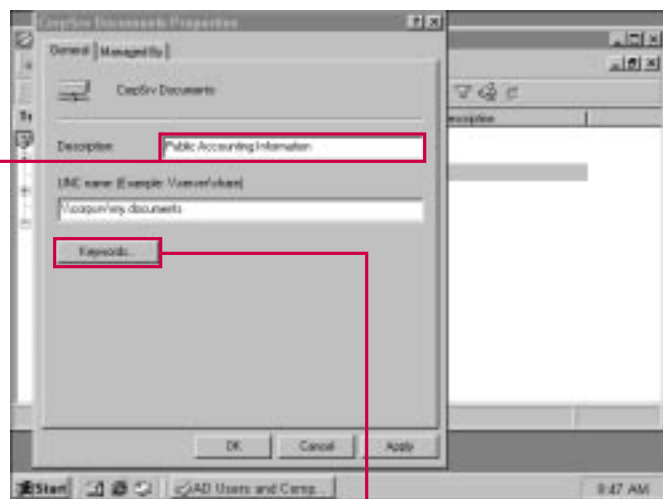 CorpSrv Documents Properties
General Managed By
CorpSrv Documents
Description: Public Accounting Information
UNC name (Example: \\server\share)
\\corpsrv\my documents
Keywords...
OK Cancel Apply
Start AD Users and Comp... 8:47 AM